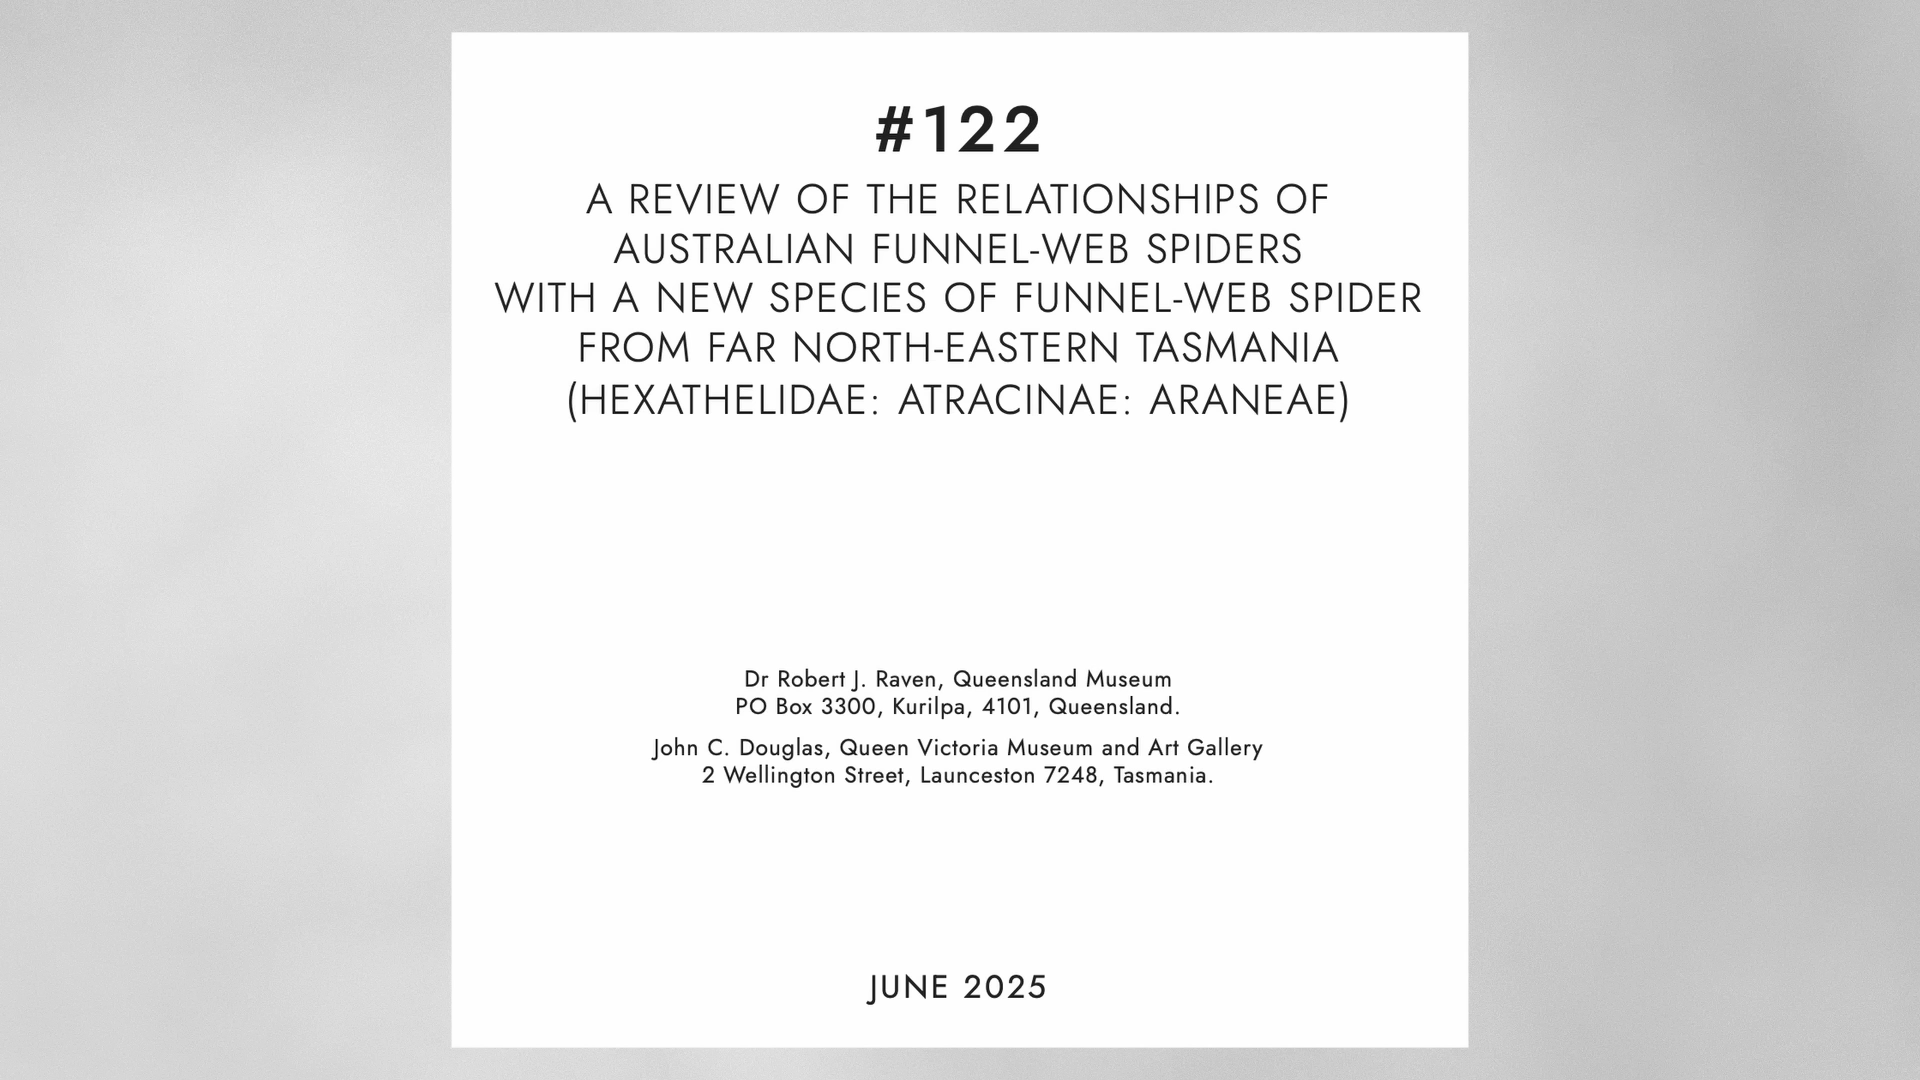 #122
A REVIEW OF THE RELATIONSHIPS OF
AUSTRALIAN FUNNEL-WEB SPIDERS
WITH A NEW SPECIES OF FUNNEL-WEB SPIDER
FROM FAR NORTH-EASTERN TASMANIA
(HEXATHELIDAE: ATRACINAE: ARANEAE)
Dr Robert J. Raven, Queensland Museum
PO Box 3300, Kurilpa, 4101, Queensland.
John C. Douglas, Queen Victoria Museum and Art Gallery
2 Wellington Street, Launceston 7248, Tasmania.
JUNE 2025